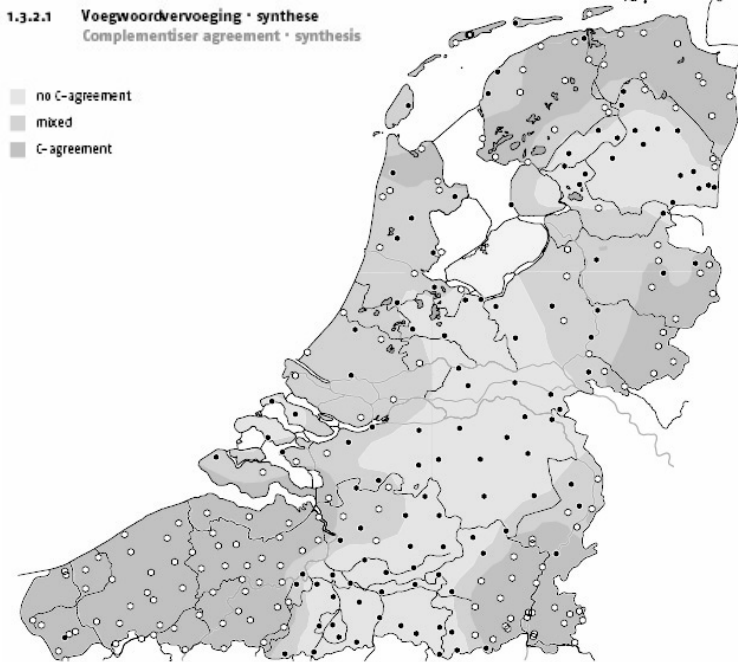 1.3.2.1 Voegwoordvervoeging · synthese
Complementiser agreement · synthesis
no C-agreement
mixed
C-agreement